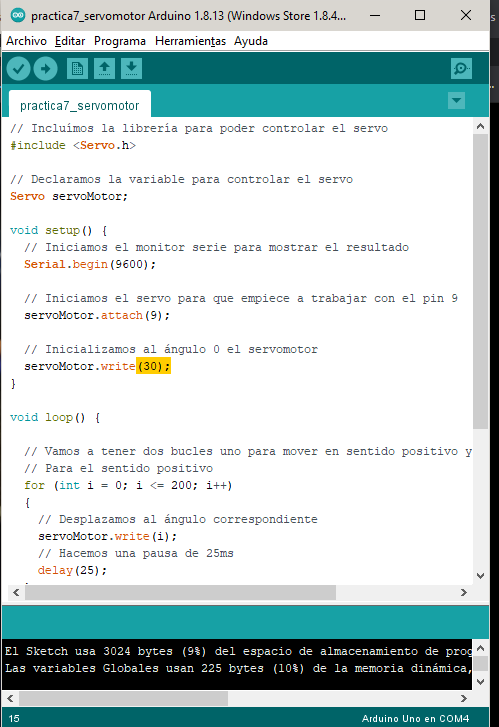 practica7_servomotor Arduino 1.8.13 (Windows Store 1.8.4...
Archivo Editar Programa Herramientas Ayuda
practica7_servomotor
// Incluímos la librería para poder controlar el servo
#include <Servo.h>
// Declaramos la variable para controlar el servo
Servo servoMotor;
void setup() {
// Iniciamos el monitor serie para mostrar el resultado
Serial.begin(9600);
// Iniciamos el servo para que empiece a trabajar con el pin 9
servoMotor.attach(9);
// Inicializamos al ángulo 0 el servomotor
servoMotor.write(30);
}
void loop() {
// Vamos a tener dos bucles uno para mover en sentido positivo y
// Para el sentido positivo
for (int i = 0; i <= 200; i++)
{
// Desplazamos al ángulo correspondiente
servoMotor.write(i);
// Hacemos una pausa de 25ms
delay(25);
El Sketch usa 3024 bytes (9%) del espacio de almacenamiento de prog
Las variables Globales usan 225 bytes (10%) de la memoria dinámica,
15
Arduino Uno en COM4